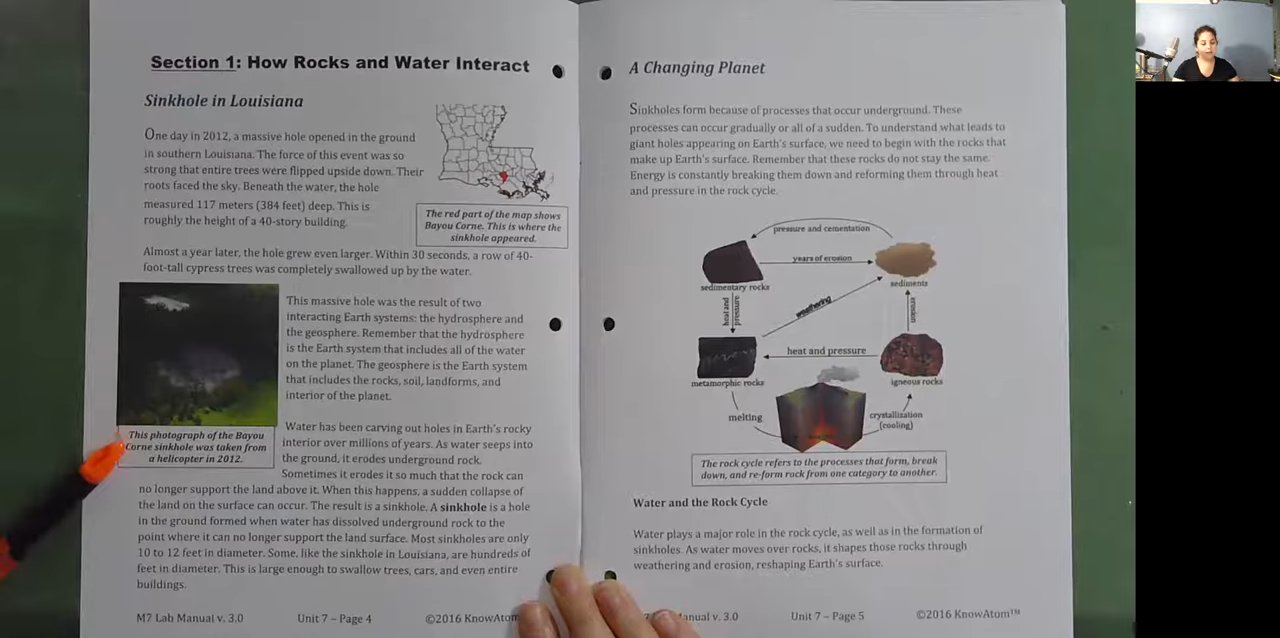 Section 1: How Rocks and Water Interact
Sinkhole in Louisiana
One day in 2012, a massive hole opened in the ground
in southern Louisiana. The force of this event was so
strong that entire trees were flipped upside down. Their
roots faced the sky. Beneath the water, the hole
measured 117 meters (384 feet) deep. This is
roughly the height of a 40-story building.
The red part of the map shows
Bayou Corne. This is where the
sinkhole appeared.
Almost a year later, the hole grew even larger. Within 30 seconds, a row of 40-
foot-tall cypress trees was completely swallowed up by the water.
This massive hole was the result of two
interacting Earth systems: the hydrosphere and
the geosphere. Remember that the hydrosphere
is the Earth system that includes all of the water
on the planet. The geosphere is the Earth system
that includes the rocks, soil, landforms, and
interior of the planet.
This photograph of the Bayou
Corne sinkhole was taken from
a helicopter in 2012.
Water has been carving out holes in Earth's rocky
interior over millions of years. As water seeps into
the ground, it erodes underground rock.
Sometimes it erodes it so much that the rock can
no longer support the land above it. When this happens, a sudden collapse of
the land on the surface can occur. The result is a sinkhole. A sinkhole is a hole
in the ground formed when water has dissolved underground rock to the
point where it can no longer support the land surface. Most sinkholes are only
10 to 12 feet in diameter. Some, like the sinkhole in Louisiana, are hundreds of
feet in diameter. This is large enough to swallow trees, cars, and even entire
buildings.
M7 Lab Manual v. 3.0 Unit 7 – Page 4 ©2016 KnowAtom
A Changing Planet
Sinkholes form because of processes that occur underground. These
processes can occur gradually or all of a sudden. To understand what leads to
giant holes appearing on Earth's surface, we need to begin with the rocks that
make up Earth's surface. Remember that these rocks do not stay the same.
Energy is constantly breaking them down and reforming them through heat
and pressure in the rock cycle.
pressure and cementation
years of erosion
sedimentary rocks
sediments
heat and
pressure
weathering
erosion
heat and pressure
metamorphic rocks
igneous rocks
melting
crystallization
(cooling)
The rock cycle refers to the processes that form, break
down, and re-form rock from one category to another.
Water and the Rock Cycle
Water plays a major role in the rock cycle, as well as in the formation of
sinkholes. As water moves over rocks, it shapes those rocks through
weathering and erosion, reshaping Earth's surface.
Manual v. 3.0 Unit 7 – Page 5 ©2016 KnowAtom™